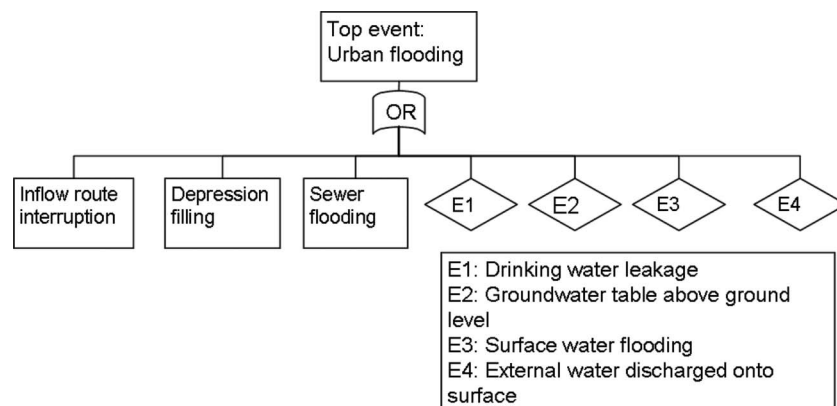 Top event:
Urban flooding
OR
Inflow route
interruption
Depression
filling
Sewer
flooding
E1
E2
E3
E4
E1: Drinking water leakage
E2: Groundwater table above ground
level
E3: Surface water flooding
E4: External water discharged onto
surface